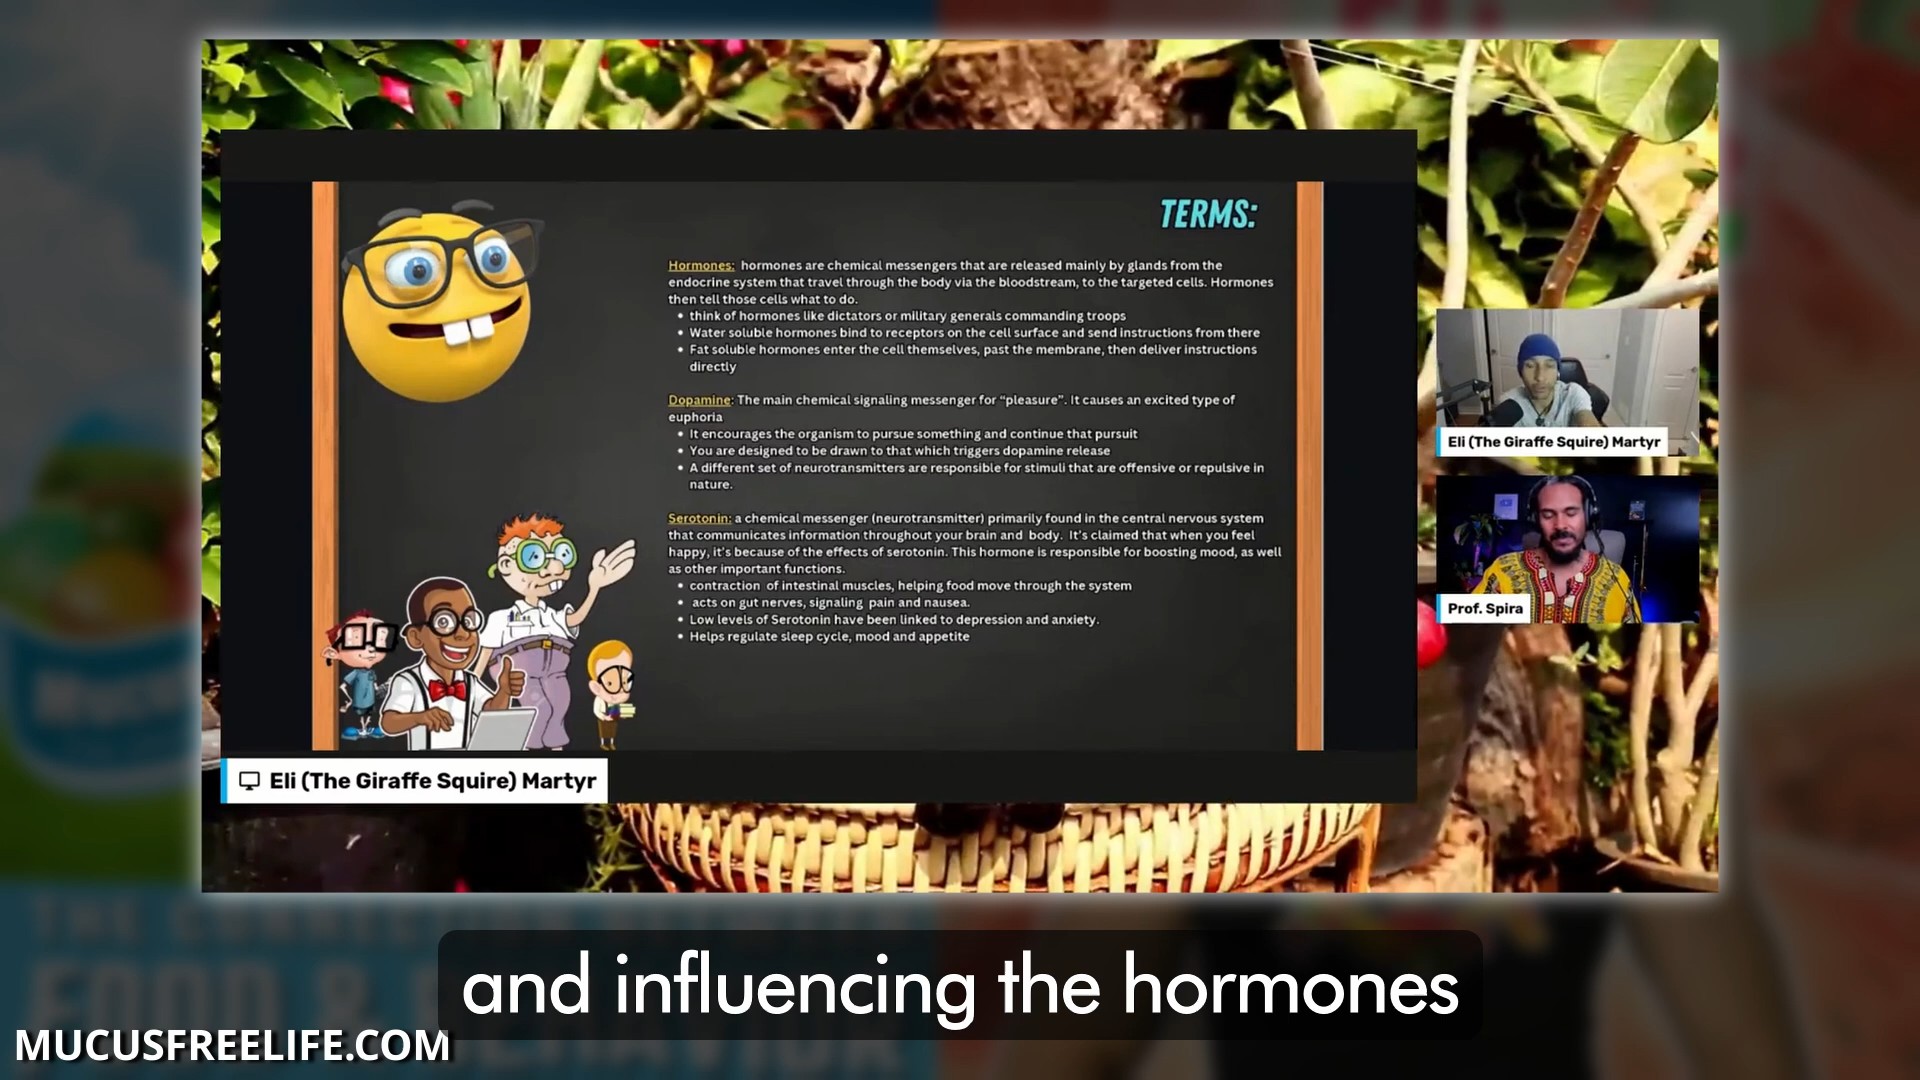 TERMS:
Hormones: hormones are chemical messengers that are released mainly by glands from the
endocrine system that travel through the body via the bloodstream, to the targeted cells. Hormones
then tell those cells what to do.
• think of hormones like dictators or military generals commanding troops
• Water soluble hormones bind to receptors on the cell surface and send instructions from there
• Fat soluble hormones enter the cell themselves, past the membrane, then deliver instructions
directly
Dopamine: The main chemical signaling messenger for “pleasure”. It causes an excited type of
euphoria
• It encourages the organism to pursue something and continue that pursuit
• You are designed to be drawn to that which triggers dopamine release
• A different set of neurotransmitters are responsible for stimuli that are offensive or repulsive in
nature.
Serotonin: a chemical messenger (neurotransmitter) primarily found in the central nervous system
that communicates information throughout your brain and body. It’s claimed that when you feel
happy, it’s because of the effects of serotonin. This hormone is responsible for boosting mood, as well
as other important functions.
• contraction of intestinal muscles, helping food move through the system
• acts on gut nerves, signaling pain and nausea.
• Low levels of Serotonin have been linked to depression and anxiety.
• Helps regulate sleep cycle, mood and appetite
Eli (The Giraffe Squire) Martyr
Prof. Spira
Eli (The Giraffe Squire) Martyr
and influencing the hormones
MUCUSFREELIFE.COM